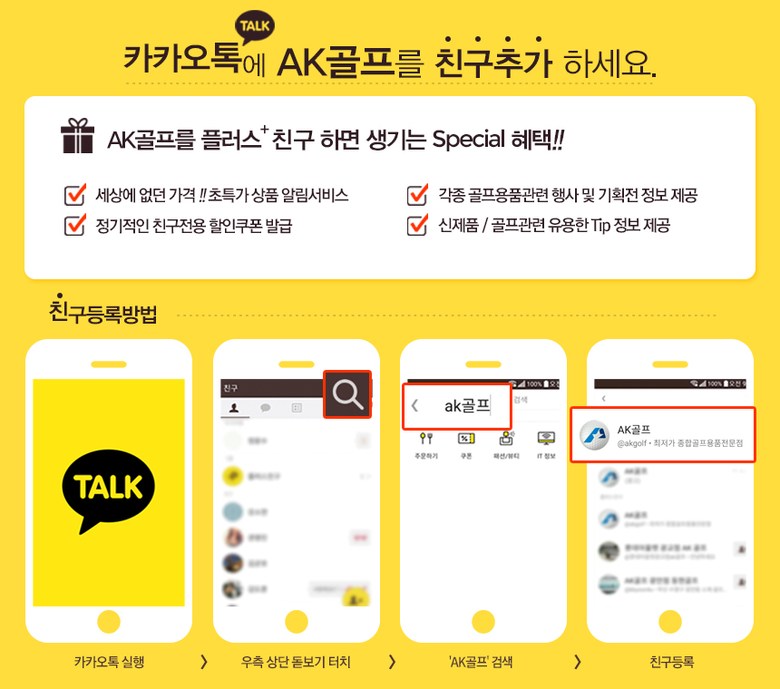 TALK
카카오톡에 AK골프를 친구추가 하세요.
AK골프를 플러스+친구 하면 생기는 Special 혜택!!
세상에 없던 가격 !! 초특가 상품 알림서비스
각종 골프용품관련 행사 및 기획전 정보 제공
정기적인 친구전용 할인쿠폰 발급
신제품 / 골프관련 유용한 Tip 정보 제공
친구등록방법
TALK
친구
100%
ak골프
검색
주문하기
쿠폰
패션/뷰티
IT 정보
100%
AK골프
@akgolf • 최저가 종합골프용품전문점
카카오톡 실행
우측 상단 돋보기 터치
'AK골프' 검색
친구등록